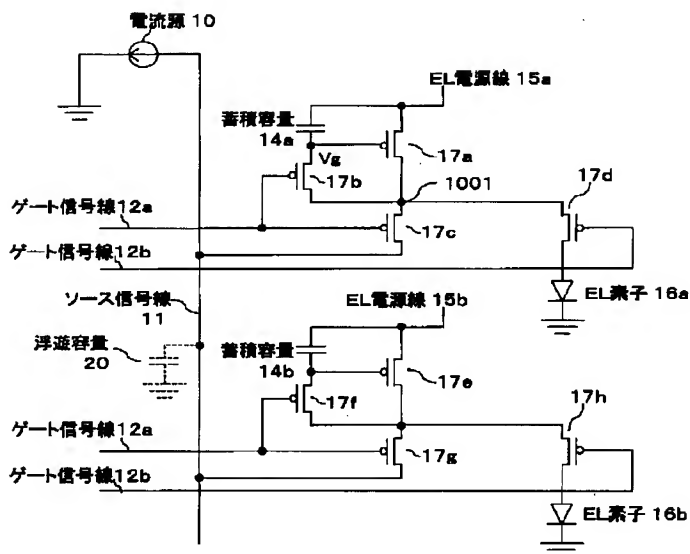 電流源 10
EL電源線 15a
蓄積容量
14a
Vg
17a
17b
1001
17d
ゲート信号線12a
17c
ゲート信号線12b
ソース信号線
11
EL素子 16a
EL電源線 15b
浮遊容量
20
蓄積容量
14b
17e
17f
17h
ゲート信号線12a
17g
ゲート信号線12b
EL素子 16b